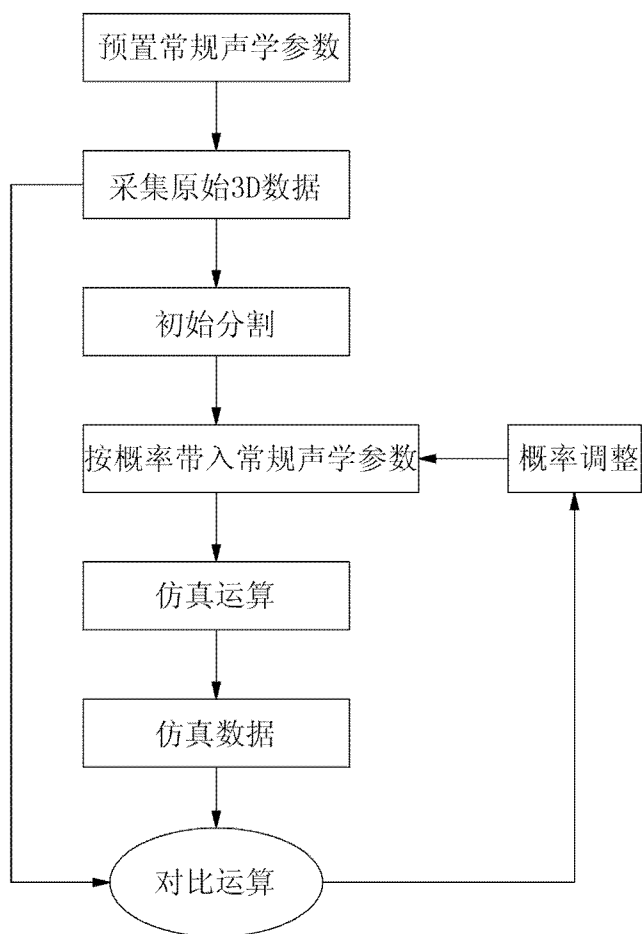 预置常规声学参数
采集原始3D数据
初始分割
按概率带入常规声学参数
概率调整
仿真运算
仿真数据
对比运算